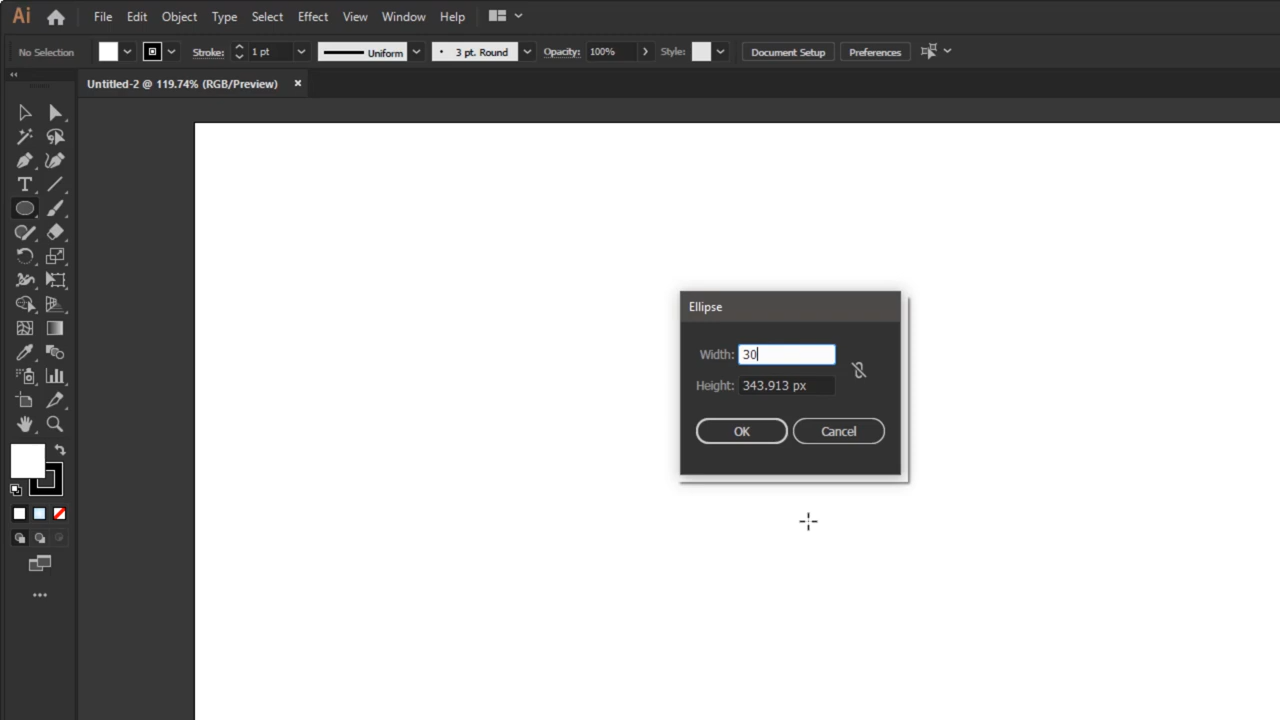 Ai File Edit Object Type Select Effect View Window Help
No Selection Stroke: 1 pt Uniform 3 pt. Round Opacity: 100% Style: Document Setup Preferences
Untitled-2 @ 119.74% (RGB/Preview)
Ellipse
Width: 30
Height: 343.913 px
OK Cancel